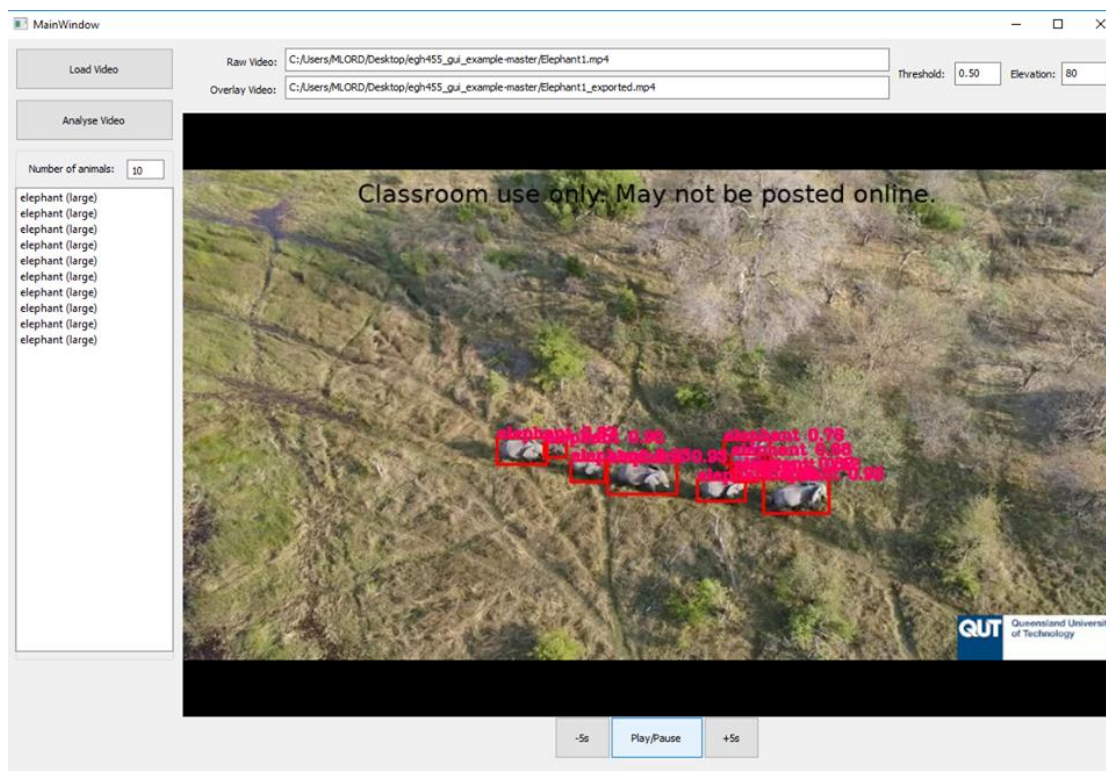 MainWindow
Load Video
Raw Video: C:/Users/MLORD/Desktop/egh455_gui_example-master/Elephant1.mp4
Threshold: 0.50 Elevation: 80
Overlay Video: C:/Users/MLORD/Desktop/egh455_gui_example-master/Elephant1_exported.mp4
Analyse Video
Number of animals: 10
elephant (large)
elephant (large)
elephant (large)
elephant (large)
elephant (large)
elephant (large)
elephant (large)
elephant (large)
elephant (large)
elephant (large)
Classroom use only. May not be posted online.
elephant 0.78
elephant
QUT Queensland
of Technology
-5s Play/Pause +5s